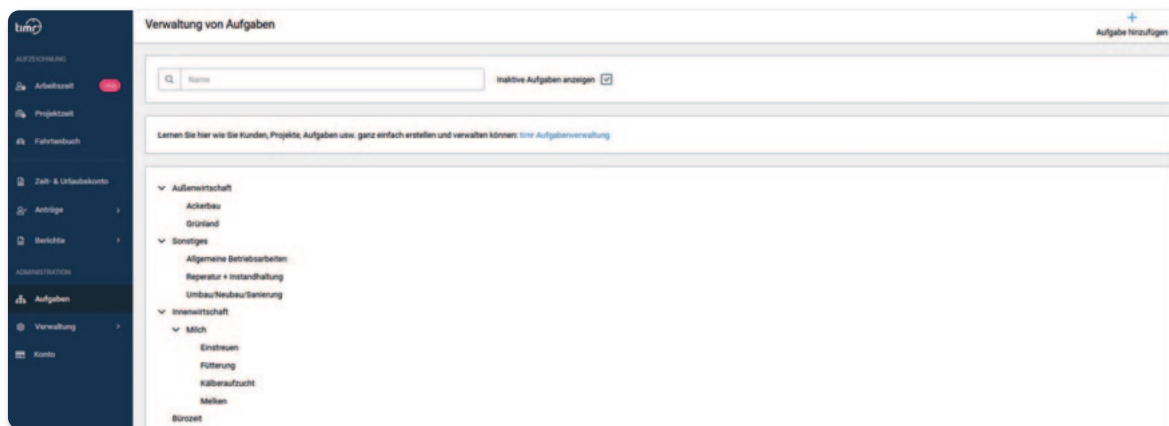 timr
Verwaltung von Aufgaben
Aufgabe hinzufügen
AUFZEICHNUNG
Arbeitszeit
Projektzeit
Fahrtenbuch
Zeit- & Urlaubskonto
Anträge
Berichte
ADMINISTRATION
Aufgaben
Verwaltung
Konto
Name
Inaktive Aufgaben anzeigen
Lernen Sie hier wie Sie Kunden, Projekte, Aufgaben usw. ganz einfach erstellen und verwalten können: timr Aufgabenverwaltung
Außenwirtschaft
Ackerbau
Grünland
Sonstiges
Allgemeine Betriebsarbeiten
Reperatur + Instandhaltung
Umbau/Neubau/Sanierung
Innenwirtschaft
Milch
Einstreuen
Fütterung
Kälberaufzucht
Melken
Bürozeit